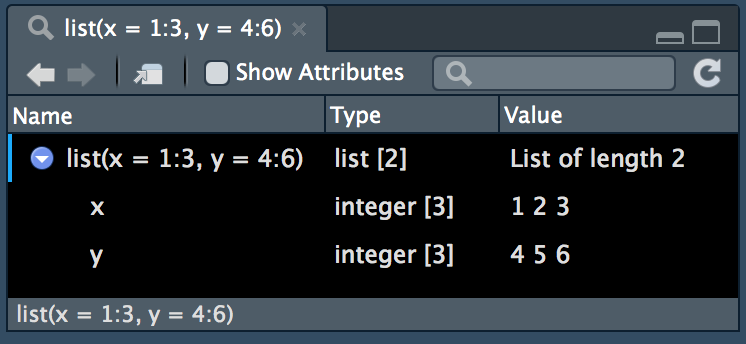 list(x = 1:3, y = 4:6)
Show Attributes
Name Type Value
list(x = 1:3, y = 4:6) list [2] List of length 2
x integer [3] 1 2 3
y integer [3] 4 5 6
list(x = 1:3, y = 4:6)